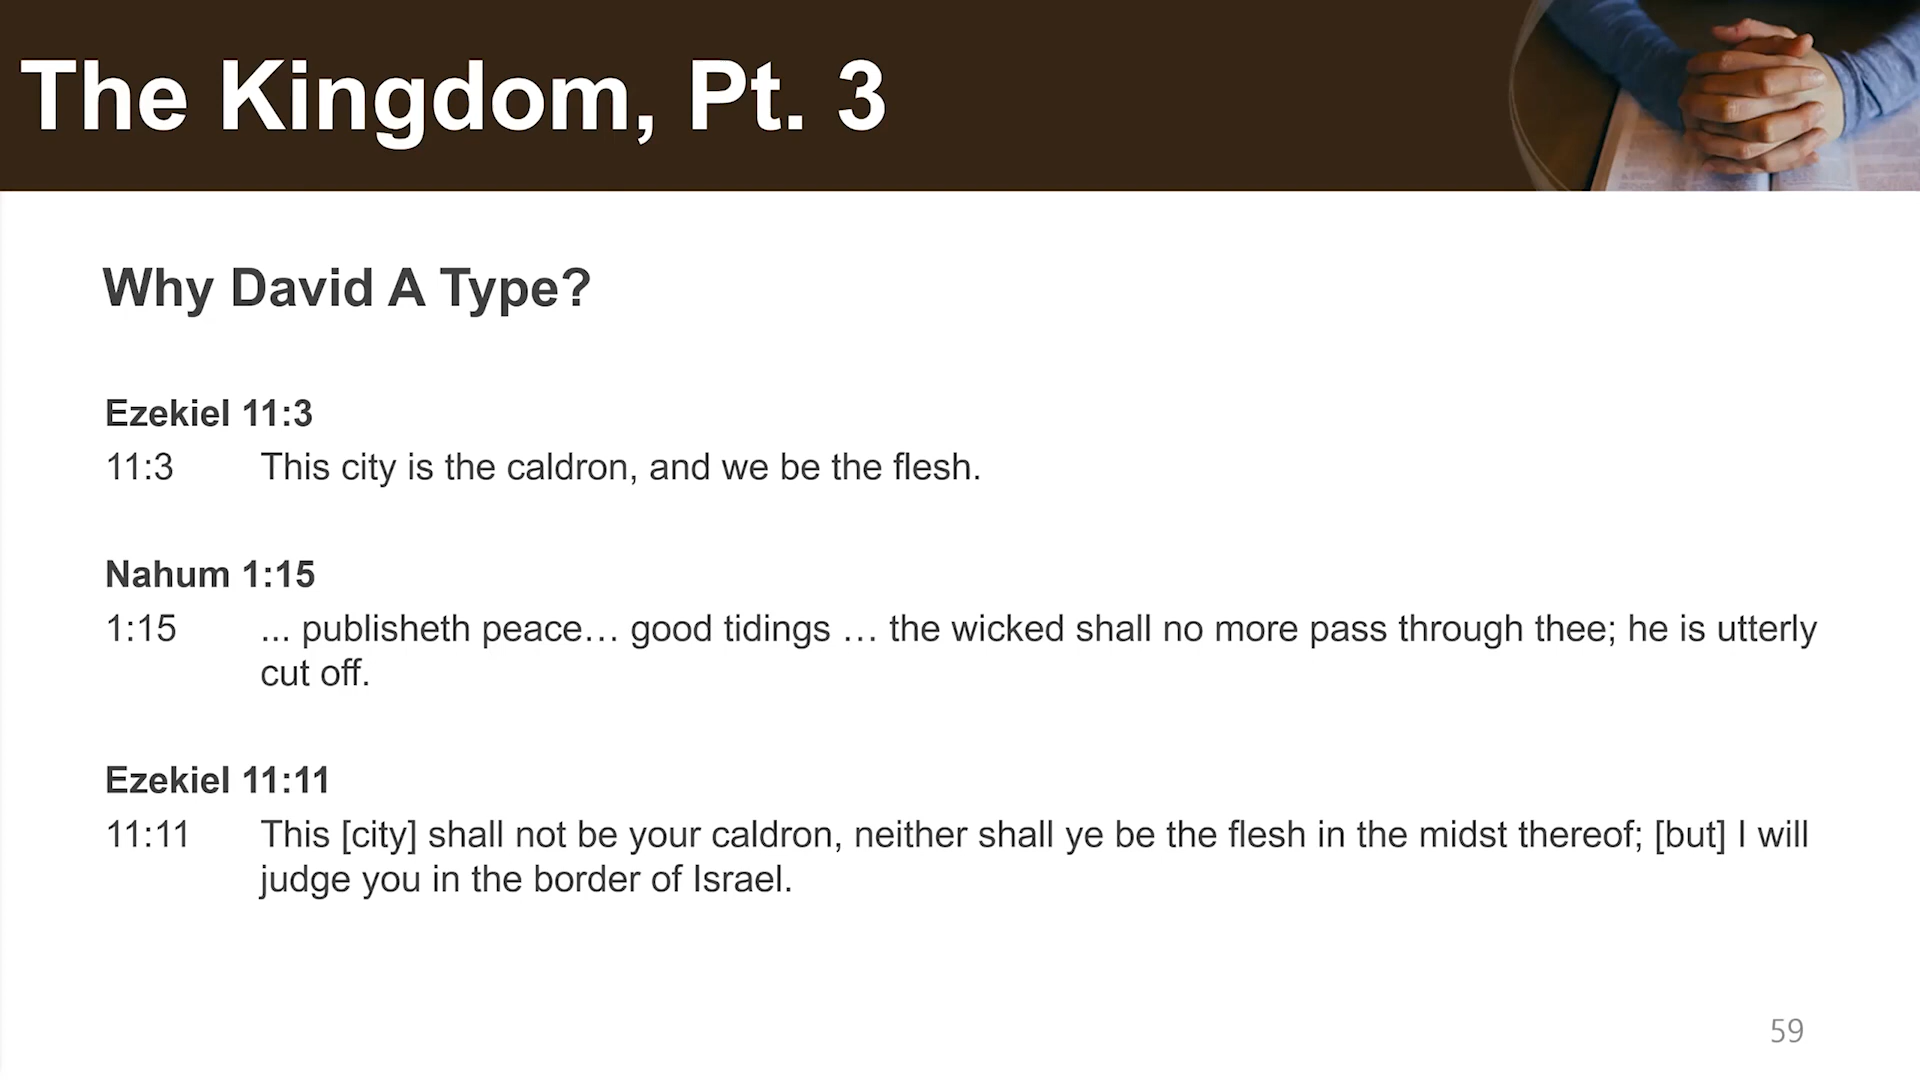 The Kingdom, Pt. 3
Why David A Type?
Ezekiel 11:3
11:3 This city is the caldron, and we be the flesh.
Nahum 1:15
1:15 ... publisheth peace… good tidings … the wicked shall no more pass through thee; he is utterly
cut off.
Ezekiel 11:11
11:11 This [city] shall not be your caldron, neither shall ye be the flesh in the midst thereof; [but] I will
judge you in the border of Israel.
59